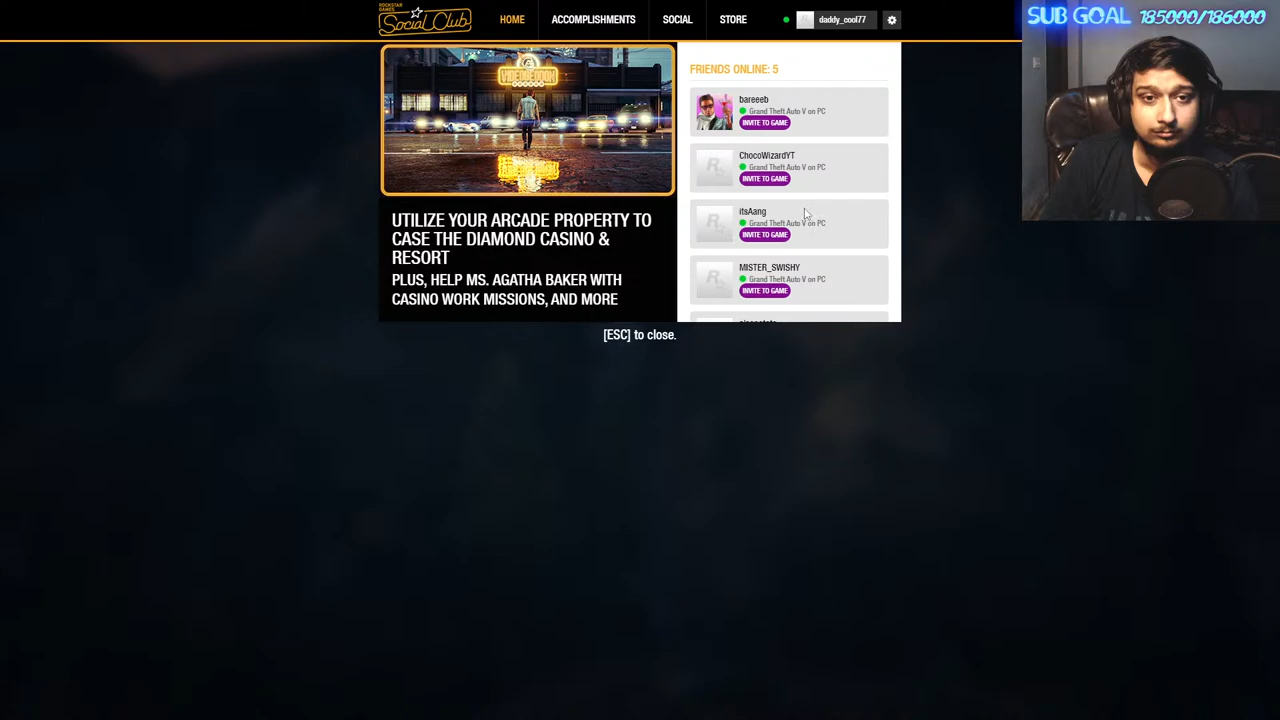 ROCKSTAR GAMES
Social Club
HOME
ACCOMPLISHMENTS
SOCIAL
STORE
daddy_cool77
SUB GOAL 185000/186000
VIDEOGEDDON
UTILIZE YOUR ARCADE PROPERTY TO
CASE THE DIAMOND CASINO &
RESORT
PLUS, HELP MS. AGATHA BAKER WITH
CASINO WORK MISSIONS, AND MORE
FRIENDS ONLINE: 5
bareeeb
Grand Theft Auto V on PC
INVITE TO GAME
ChocoWizardYT
Grand Theft Auto V on PC
INVITE TO GAME
itsAang
Grand Theft Auto V on PC
INVITE TO GAME
MISTER_SWISHY
Grand Theft Auto V on PC
INVITE TO GAME
[ESC] to close.